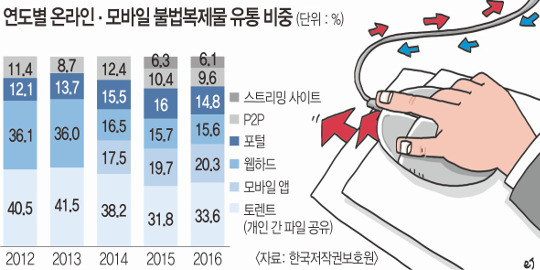 연도별 온라인 · 모바일 불법복제물 유통 비중 (단위 : %)
6.3 6.1
11.4 8.7 12.4 10.4 9.6
12.1 13.7 15.5 16 14.8
36.1 36.0 16.5 15.7 15.6
17.5 19.7 20.3
40.5 41.5 38.2 31.8 33.6
2012 2013 2014 2015 2016
스트리밍 사이트
P2P
포털
웹하드
모바일 앱
토렌트
(개인 간 파일 공유)
〈자료 : 한국저작권보호원〉